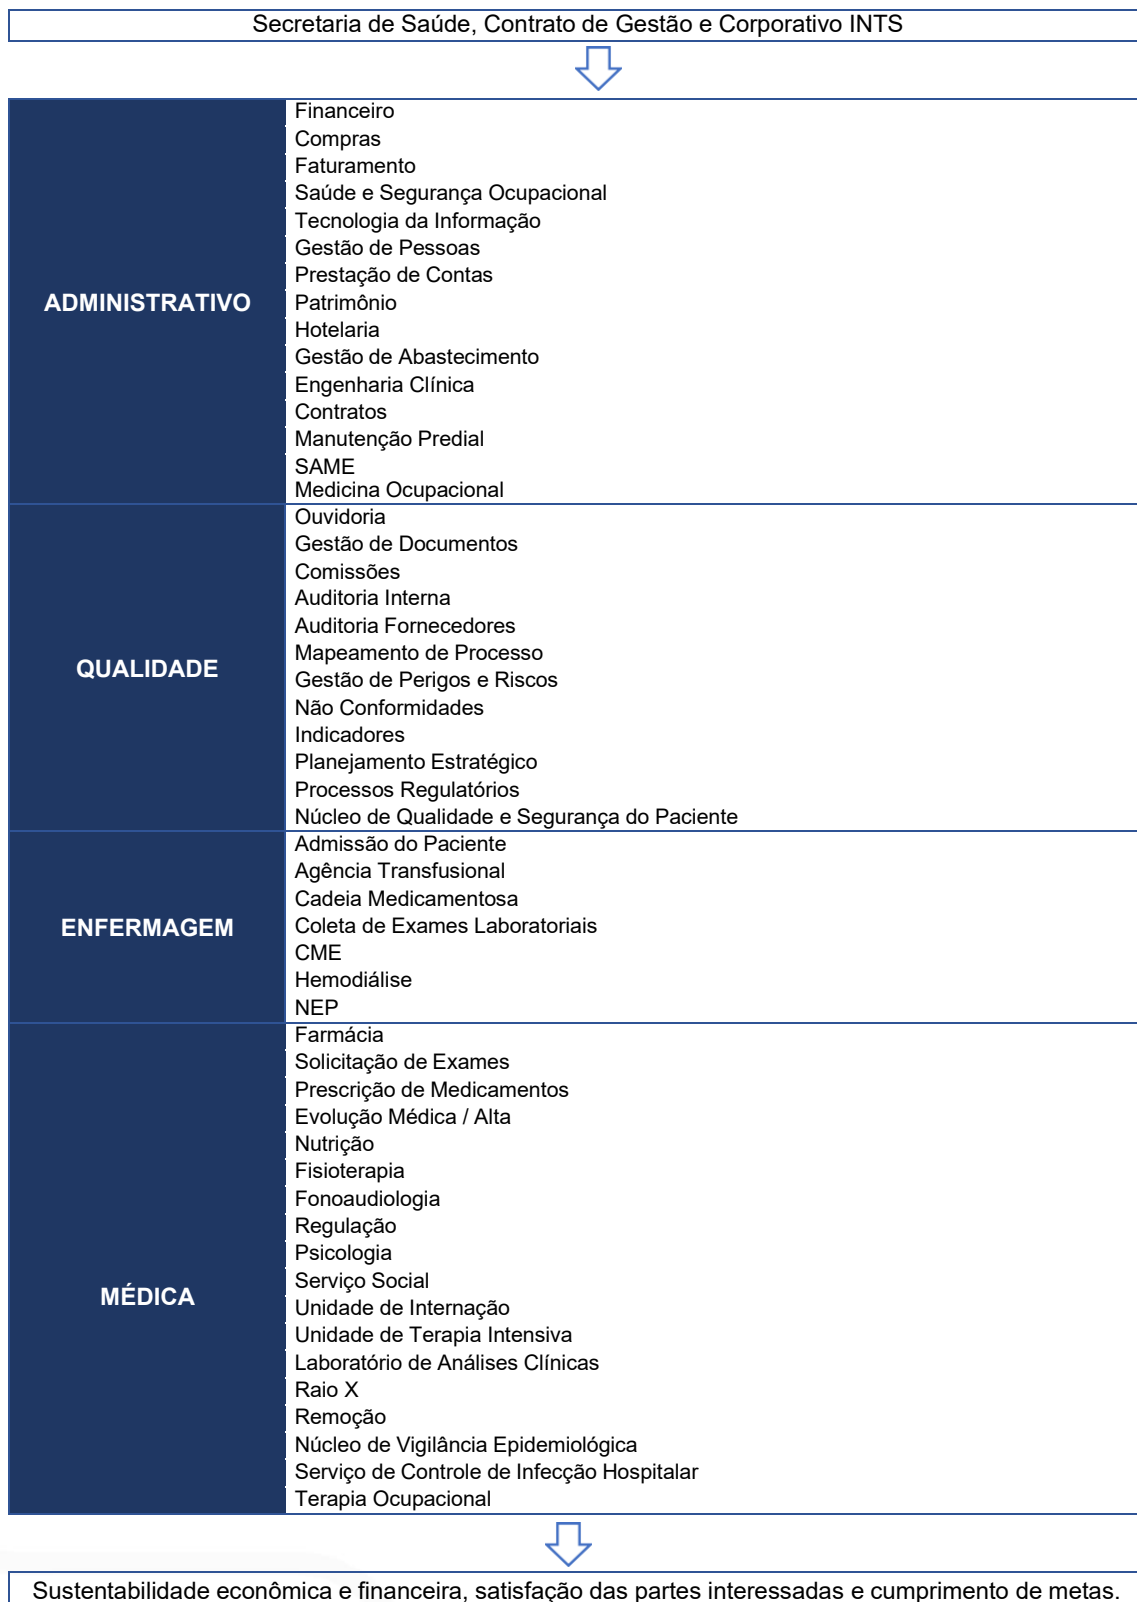 Secretaria de Saúde, Contrato de Gestão e Corporativo INTS
ADMINISTRATIVO
Financeiro
Compras
Faturamento
Saúde e Segurança Ocupacional
Tecnologia da Informação
Gestão de Pessoas
Prestação de Contas
Patrimônio
Hotelaria
Gestão de Abastecimento
Engenharia Clínica
Contratos
Manutenção Predial
SAME
Medicina Ocupacional
QUALIDADE
Ouvidoria
Gestão de Documentos
Comissões
Auditoria Interna
Auditoria Fornecedores
Mapeamento de Processo
Gestão de Perigos e Riscos
Não Conformidades
Indicadores
Planejamento Estratégico
Processos Regulatórios
Núcleo de Qualidade e Segurança do Paciente
ENFERMAGEM
Admissão do Paciente
Agência Transfusional
Cadeia Medicamentosa
Coleta de Exames Laboratoriais
CME
Hemodiálise
NEP
MÉDICA
Farmácia
Solicitação de Exames
Prescrição de Medicamentos
Evolução Médica / Alta
Nutrição
Fisioterapia
Fonoaudiologia
Regulação
Psicologia
Serviço Social
Unidade de Internação
Unidade de Terapia Intensiva
Laboratório de Análises Clínicas
Raio X
Remoção
Núcleo de Vigilância Epidemiológica
Serviço de Controle de Infecção Hospitalar
Terapia Ocupacional
Sustentabilidade econômica e financeira, satisfação das partes interessadas e cumprimento de metas.